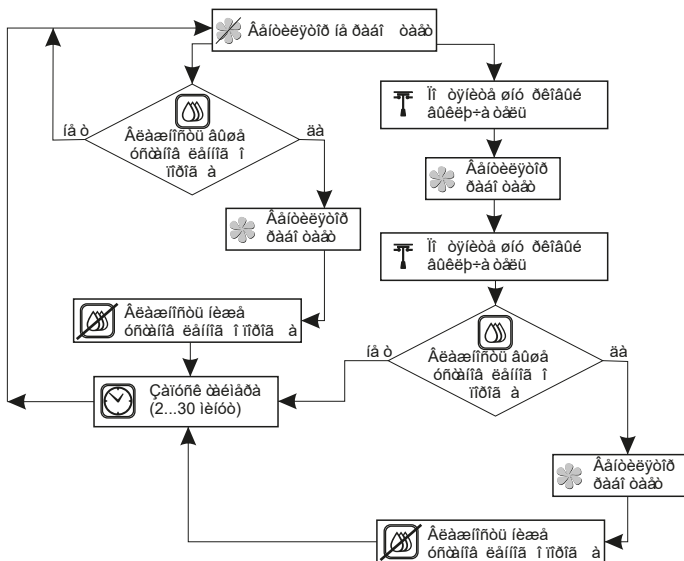 Âåíòèëÿòîð íå ðàáî òàåò
Ïî òÿíèòå øíó ðêîâûé
âûêëþ÷à òåëü
íå ò
Âëàæíîñòü âûøå
óñòàíîâ ëåííîã î
ïîðîã à
äà
Âåíòèëÿòîð
ðàáî òàåò
Âåíòèëÿòîð
ðàáî òàåò
Ïî òÿíèòå øíó ðêîâûé
âûêëþ÷à òåëü
Âëàæíîñòü íèæå
óñòàíîâ ëåííîã î ïîðîã à
íå ò
Âëàæíîñòü âûøå
óñòàíîâ ëåííîã î
ïîðîã à
äà
Çàïóñê òàéìåðà
(2...30 ìèíóò)
Âåíòèëÿòîð
ðàáî òàåò
Âëàæíîñòü íèæå
óñòàíîâ ëåííîã î ïîðîã à